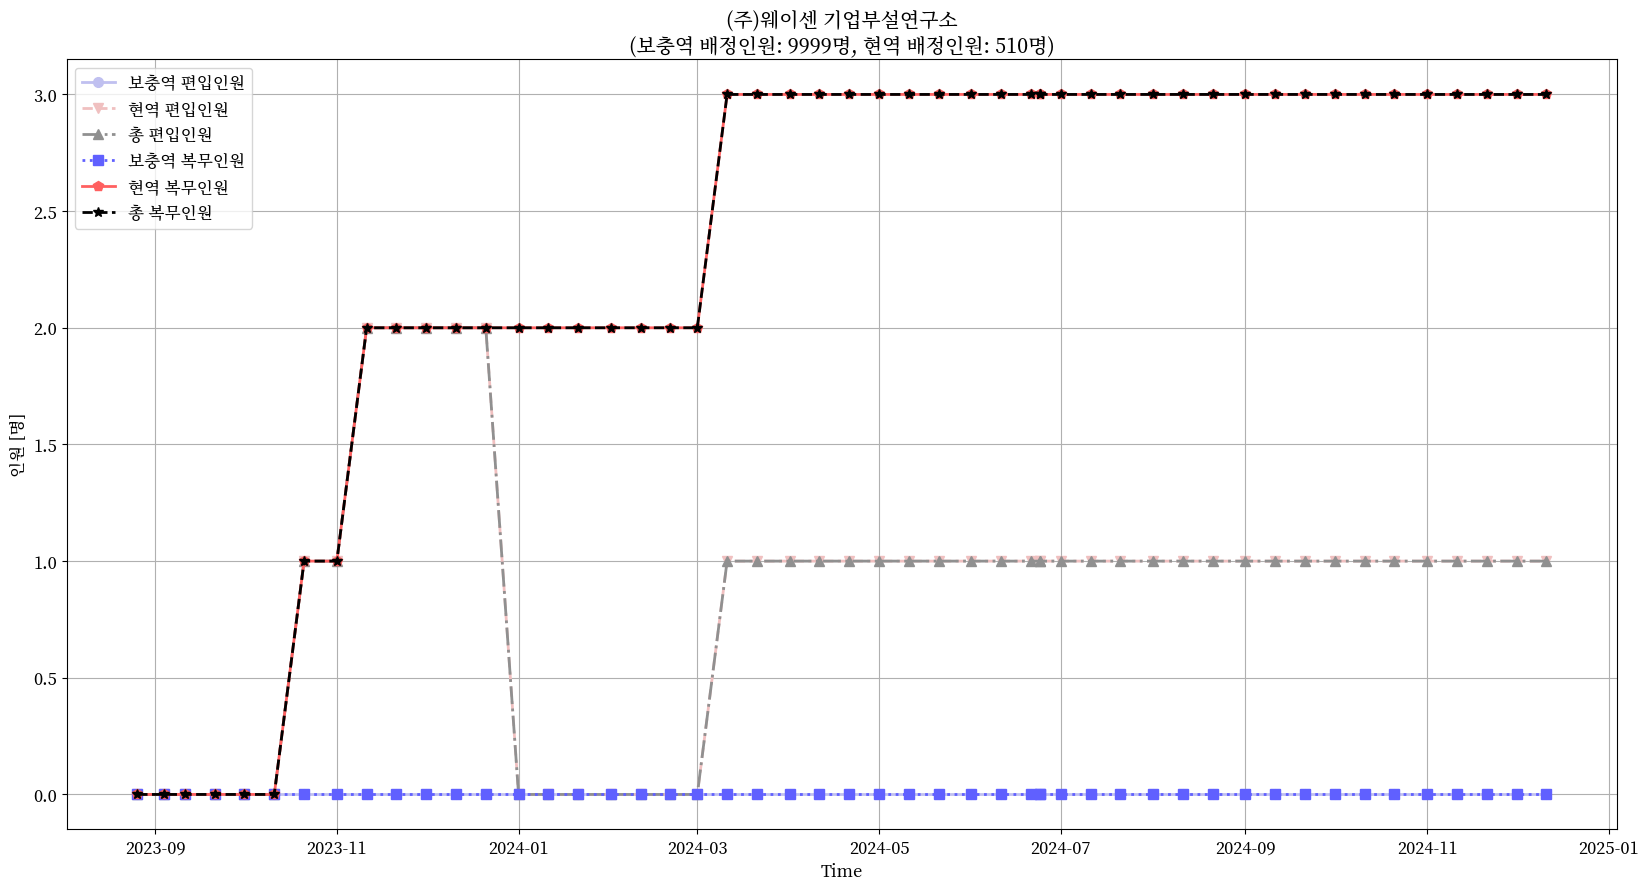 (주)웨이센 기업부설연구소
(보충역 배정인원: 9999명, 현역 배정인원: 510명)
보충역 편입인원
현역 편입인원
총 편입인원
보충역 복무인원
현역 복무인원
총 복무인원
3.0
2.5
2.0
1.5
1.0
0.5
0.0
인원 [명]
2023-09 2023-11 2024-01 2024-03 2024-05 2024-07 2024-09 2024-11 2025-01
Time